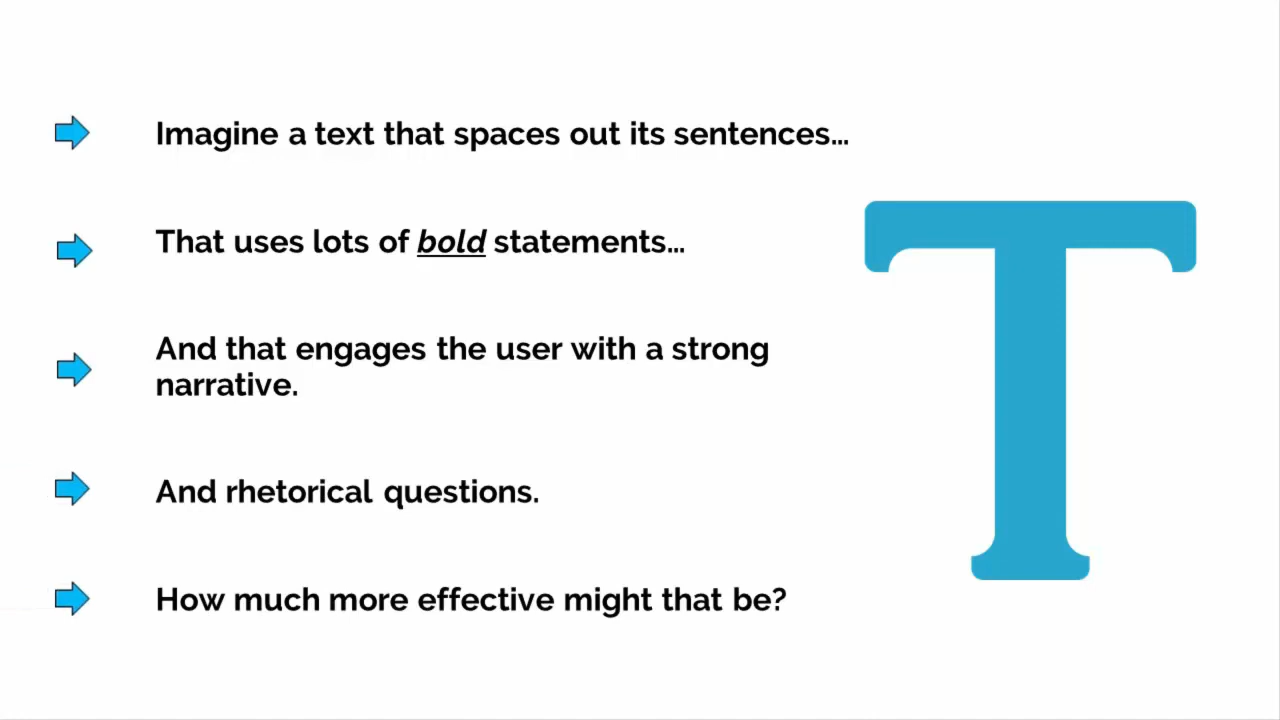 Imagine a text that spaces out its sentences…
That uses lots of bold statements…
And that engages the user with a strong
narrative.
And rhetorical questions.
How much more effective might that be?
T